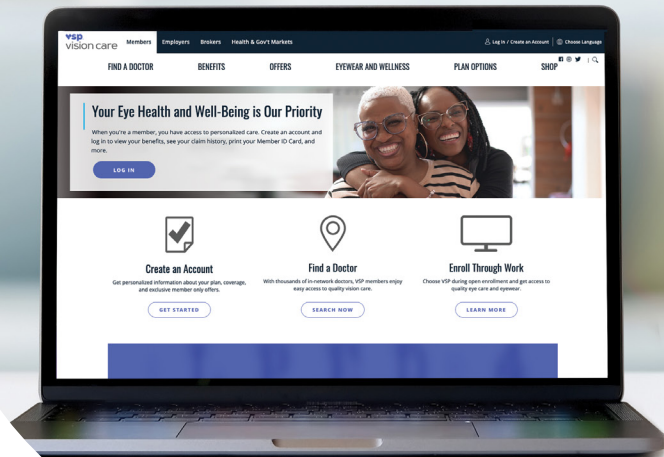 vsp
vision care
Members Employers Brokers Health & Gov't Markets
Log In / Create an Account | Choose Language
FIND A DOCTOR BENEFITS OFFERS EYEWEAR AND WELLNESS PLAN OPTIONS SHOP
Your Eye Health and Well-Being is Our Priority
When you're a member, you have access to personalized care. Create an account and
log in to view your benefits, see your claim history, print your Member ID Card, and
more.
LOG IN
Create an Account
Get personalized information about your plan, coverage,
and exclusive member only offers.
GET STARTED
Find a Doctor
With thousands of in-network doctors, VSP members enjoy
easy access to quality vision care.
SEARCH NOW
Enroll Through Work
Choose VSP during open enrollment and get access to
quality eye care and eyewear.
LEARN MORE